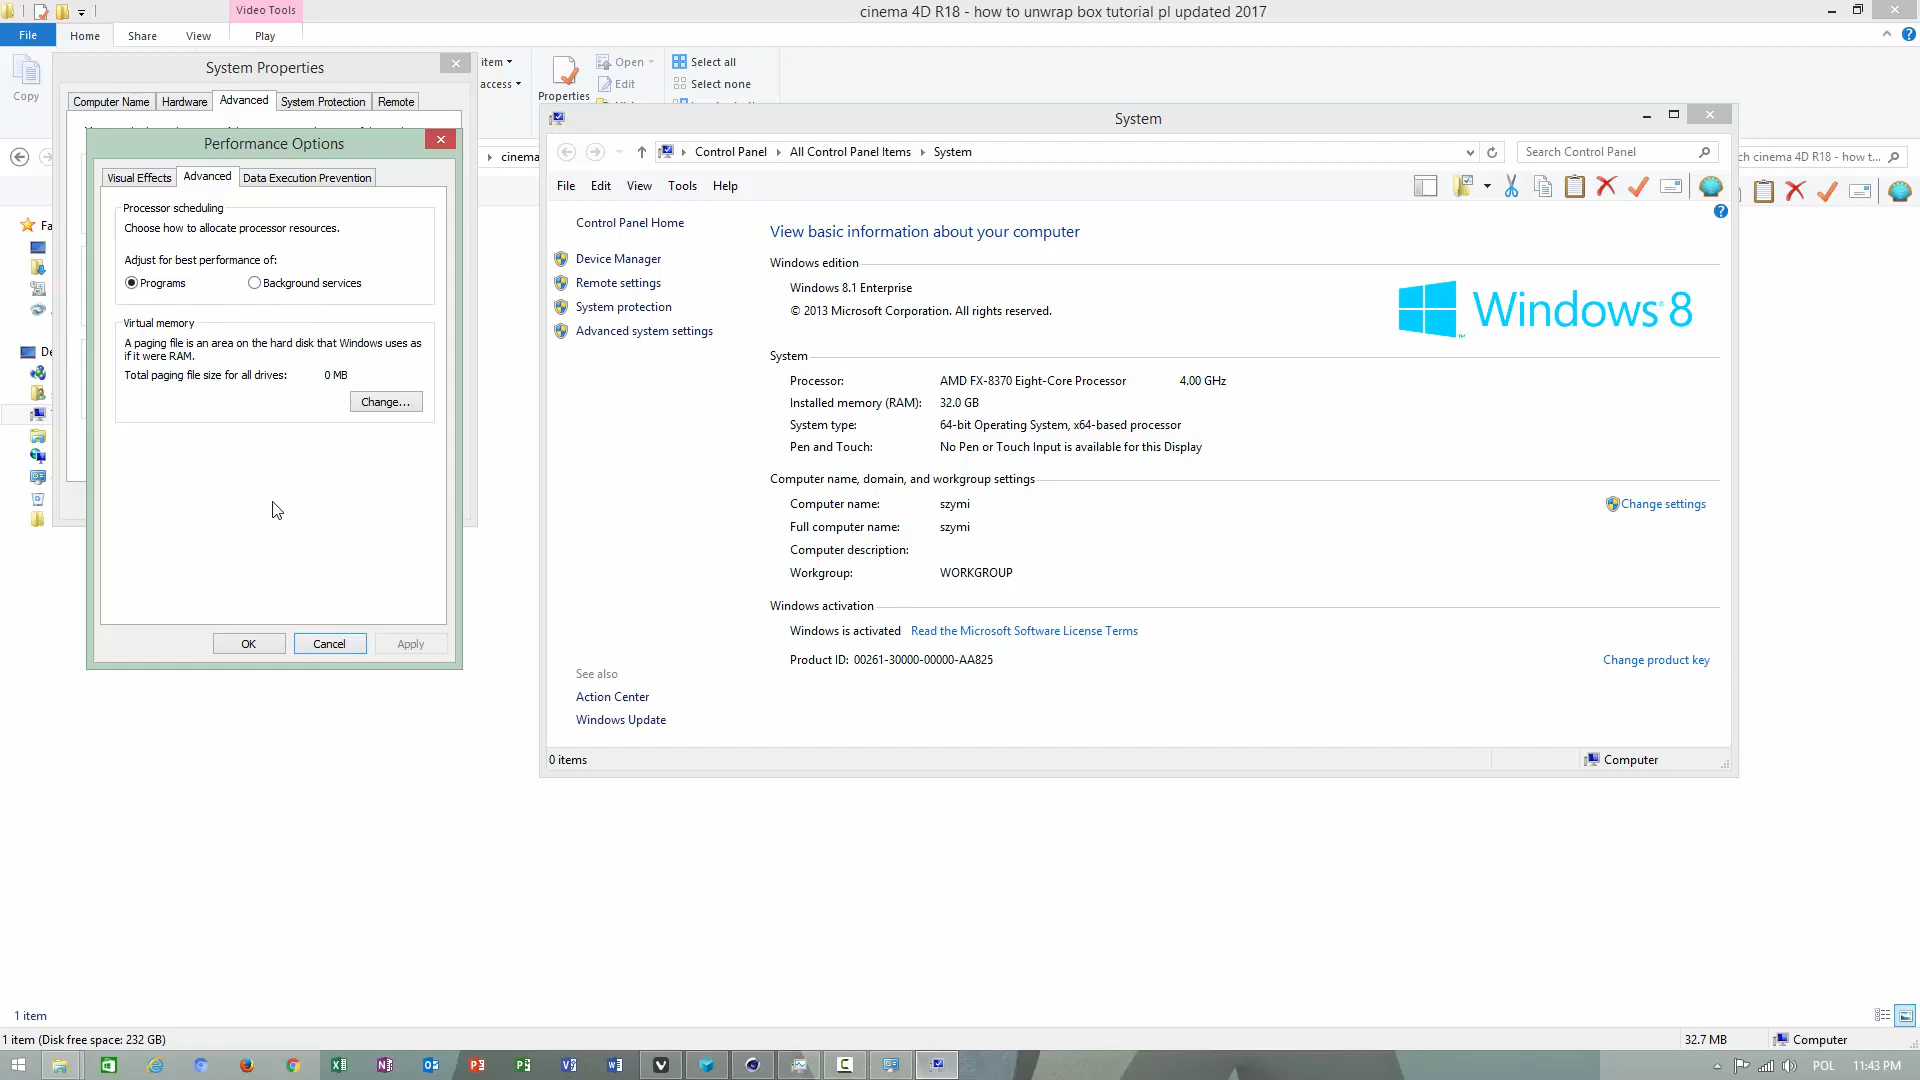 Video Tools
cinema 4D R18 - how to unwrap box tutorial pl updated 2017
File
Home
Share
View
Play
Copy
item
access
Properties
Open
Edit
Select all
Select none
System Properties
Computer Name
Hardware
Advanced
System Protection
Remote
cinema
ch cinema 4D R18 - how t...
Fa
De
Performance Options
Visual Effects
Advanced
Data Execution Prevention
Processor scheduling
Choose how to allocate processor resources.
Adjust for best performance of:
Programs
Background services
Virtual memory
A paging file is an area on the hard disk that Windows uses as
if it were RAM.
Total paging file size for all drives: 0 MB
Change...
OK
Cancel
Apply
System
Control Panel
All Control Panel Items
System
Search Control Panel
File
Edit
View
Tools
Help
Control Panel Home
Device Manager
Remote settings
System protection
Advanced system settings
See also
Action Center
Windows Update
View basic information about your computer
Windows edition
Windows 8.1 Enterprise
© 2013 Microsoft Corporation. All rights reserved.
Windows 8
System
Processor: AMD FX-8370 Eight-Core Processor 4.00 GHz
Installed memory (RAM): 32.0 GB
System type: 64-bit Operating System, x64-based processor
Pen and Touch: No Pen or Touch Input is available for this Display
Computer name, domain, and workgroup settings
Computer name: szymi
Change settings
Full computer name: szymi
Computer description:
Workgroup: WORKGROUP
Windows activation
Windows is activated Read the Microsoft Software License Terms
Product ID: 00261-30000-00000-AA825
Change product key
0 items
Computer
1 item
1 item (Disk free space: 232 GB)
32.7 MB
Computer
POL
11:43 PM